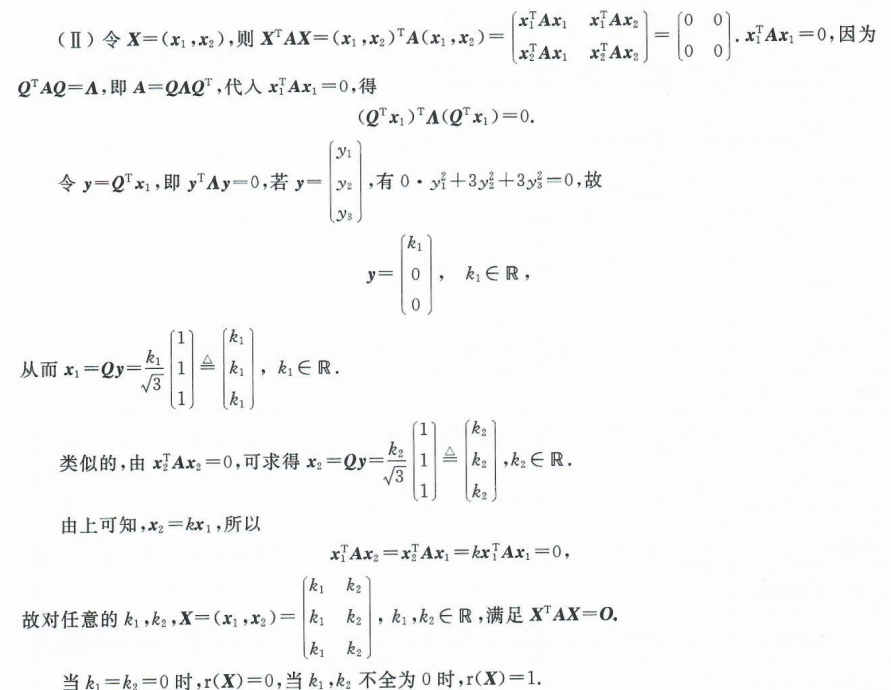 (Ⅱ)令 X=(x₁,x₂),则 XᵀAX=(x₁,x₂)ᵀA(x₁,x₂)= [x₁ᵀAx₁ x₁ᵀAx₂; x₂ᵀAx₁ x₂ᵀAx₂] = [0 0; 0 0]. x₁ᵀAx₁=0,因为
QᵀAQ=Λ,即 A=QΛQᵀ,代入 x₁ᵀAx₁=0,得
(Qᵀx₁)ᵀΛ(Qᵀx₁)=0.
令 y=Qᵀx₁,即 yᵀΛy=0,若 y= [y₁; y₂; y₃] ,有 0·y₁²+3y₂²+3y₃²=0,故
y= [k₁; 0; 0] , k₁∈ℝ,
从而 x₁=Qy= k₁/√3 [1; 1; 1] ≜ [k₁; k₁; k₁] , k₁∈ℝ.
类似的,由 x₂ᵀAx₂=0,可求得 x₂=Qy= k₂/√3 [1; 1; 1] ≜ [k₂; k₂; k₂] ,k₂∈ℝ.
由上可知,x₂=kx₁,所以
x₁ᵀAx₂=x₂ᵀAx₁=kx₁ᵀAx₁=0,
故对任意的 k₁,k₂,X=(x₁,x₂)= [k₁ k₂; k₁ k₂; k₁ k₂] , k₁,k₂∈ℝ,满足 XᵀAX=O.
当 k₁=k₂=0 时,r(X)=0,当 k₁,k₂ 不全为 0 时,r(X)=1.